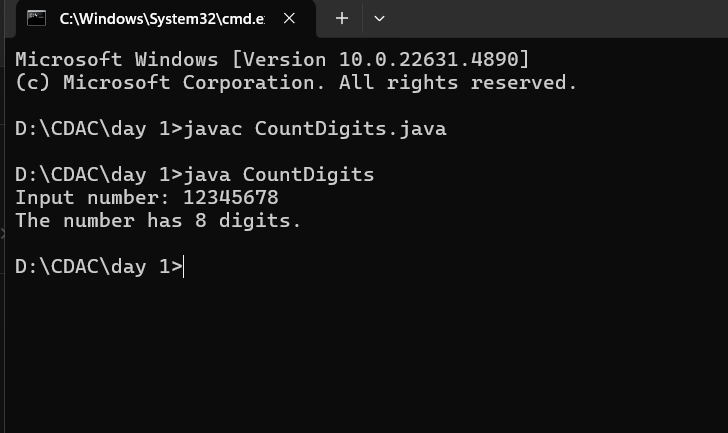 C:\Windows\System32\cmd.e:
Microsoft Windows [Version 10.0.22631.4890]
(c) Microsoft Corporation. All rights reserved.
D:\CDAC\day 1>javac CountDigits.java
D:\CDAC\day 1>java CountDigits
Input number: 12345678
The number has 8 digits.
D:\CDAC\day 1>